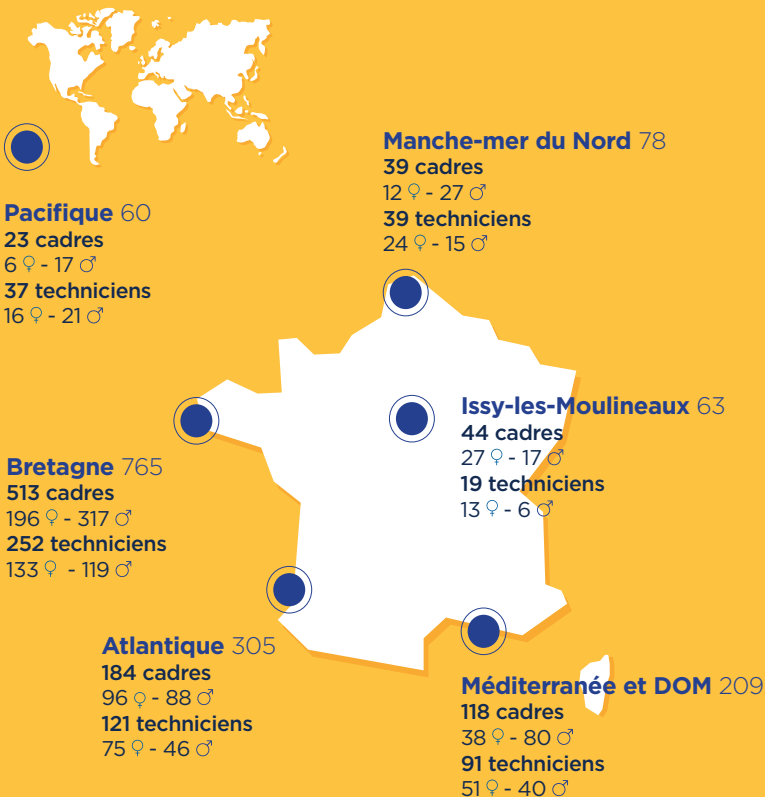 Manche-mer du Nord 78
39 cadres
12 ♀ - 27 ♂
39 techniciens
24 ♀ - 15 ♂
Pacifique 60
23 cadres
6 ♀ - 17 ♂
37 techniciens
16 ♀ - 21 ♂
Issy-les-Moulineaux 63
44 cadres
27 ♀ - 17 ♂
19 techniciens
13 ♀ - 6 ♂
Bretagne 765
513 cadres
196 ♀ - 317 ♂
252 techniciens
133 ♀ - 119 ♂
Atlantique 305
184 cadres
96 ♀ - 88 ♂
121 techniciens
75 ♀ - 46 ♂
Méditerranée et DOM 209
118 cadres
38 ♀ - 80 ♂
91 techniciens
51 ♀ - 40 ♂